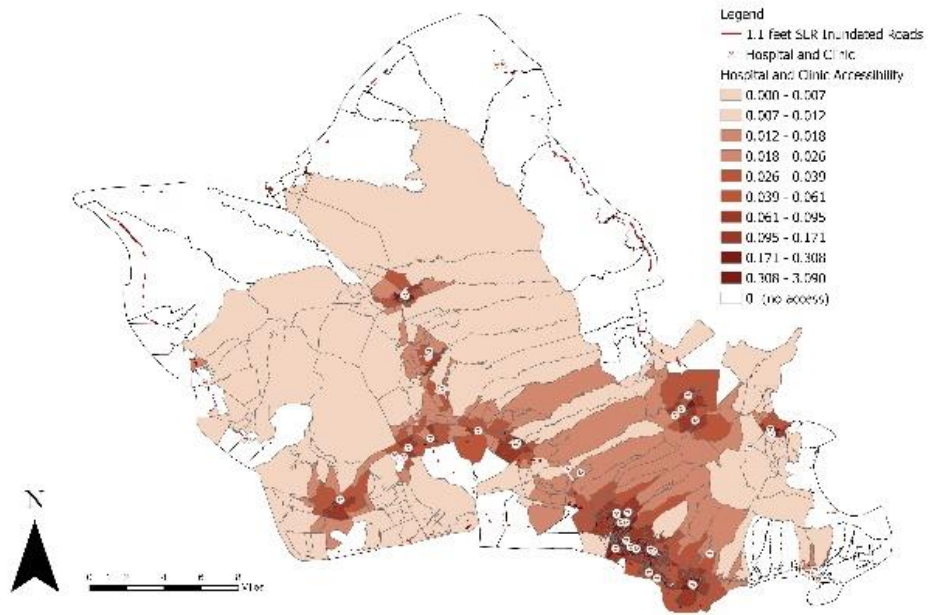 Legend
1.1 feet SLR Inundated Roads
Hospital and Clinic
Hospital and Clinic Accessibility
0.000 - 0.007
0.007 - 0.012
0.012 - 0.018
0.018 - 0.026
0.026 - 0.039
0.039 - 0.061
0.061 - 0.095
0.095 - 0.171
0.171 - 0.308
0.308 - 3.090
0 (no access)
N
0
8
Miles